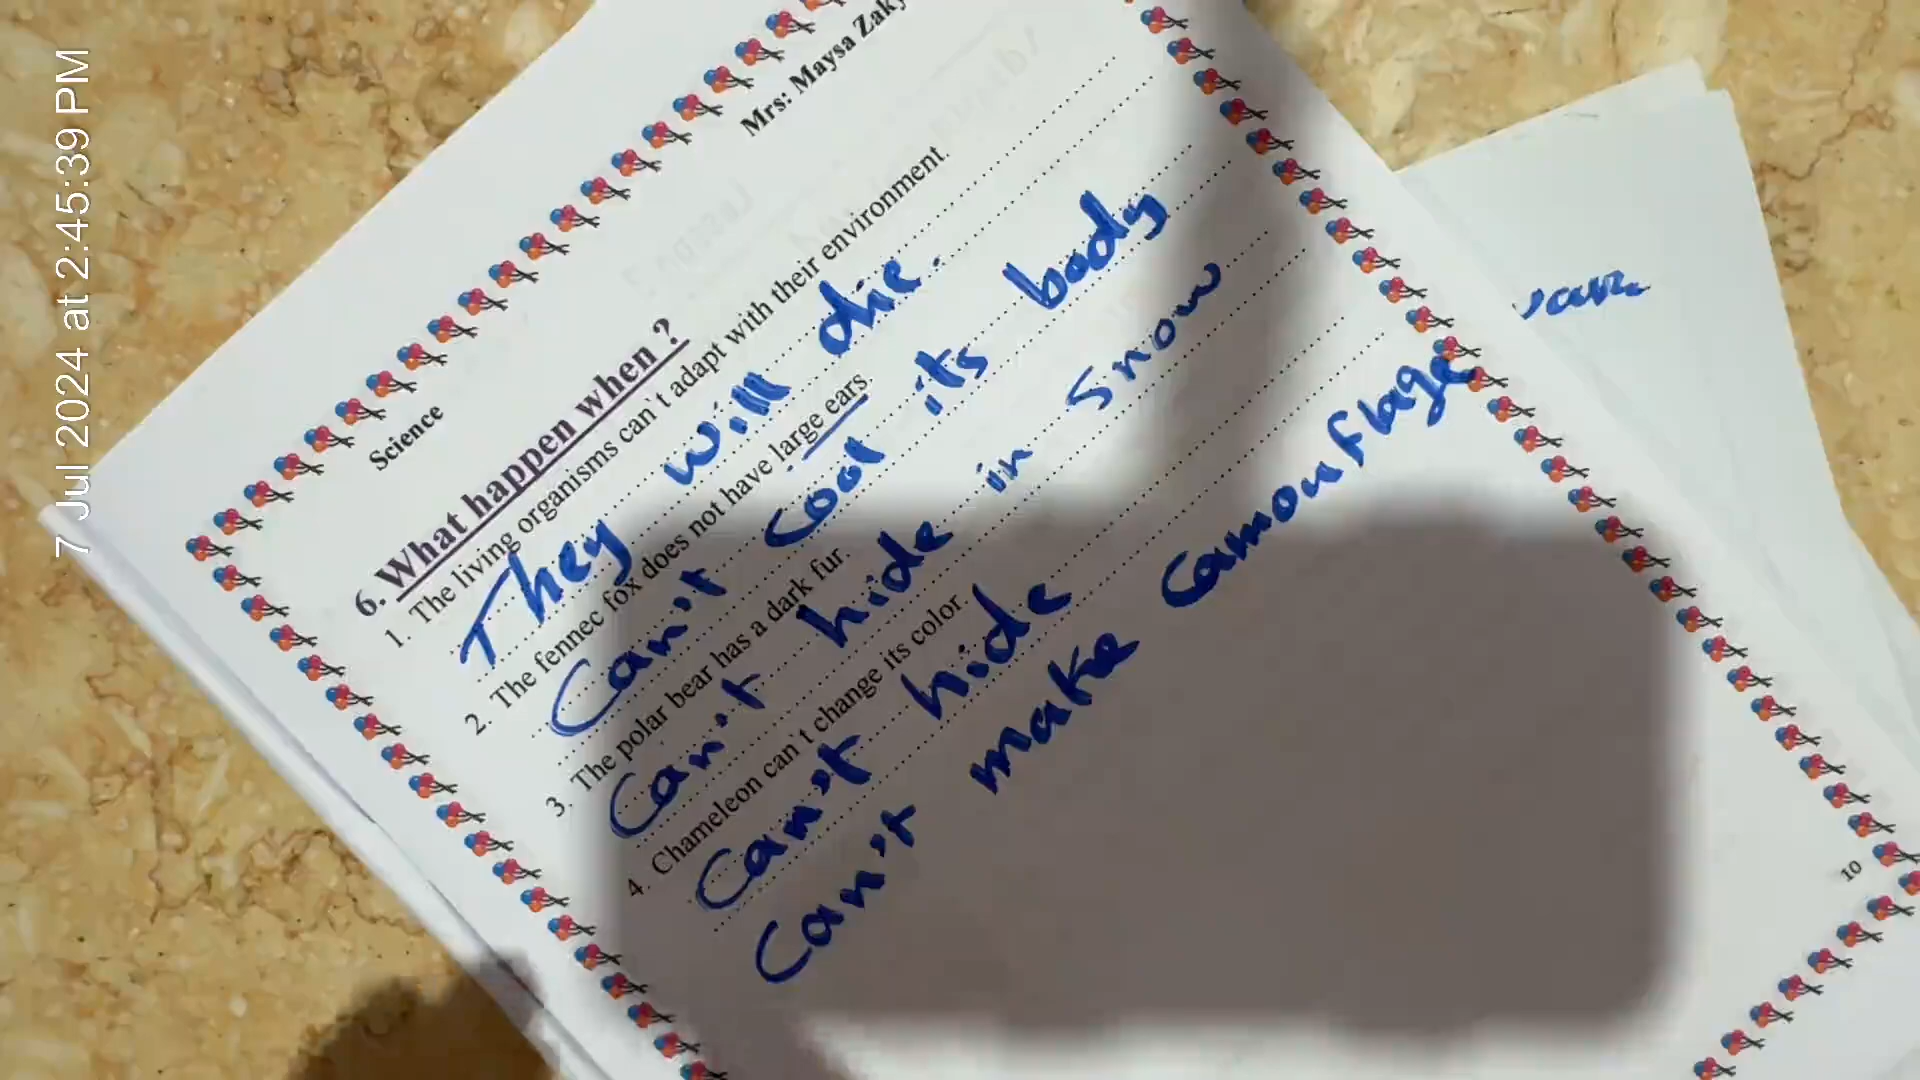 7 Jul 2024 at 2:45:39 PM
Mrs: Maysa Zaky
Science
6. What happen when ?
1. The living organisms can`t adapt with their environment.
They will die.
2. The fennec fox does not have large ears.
Can't cool its body
3. The polar bear has a dark fur.
Can't hide in snow
4. Chameleon can`t change its color.
Can't hide
Can't make camouflage
10